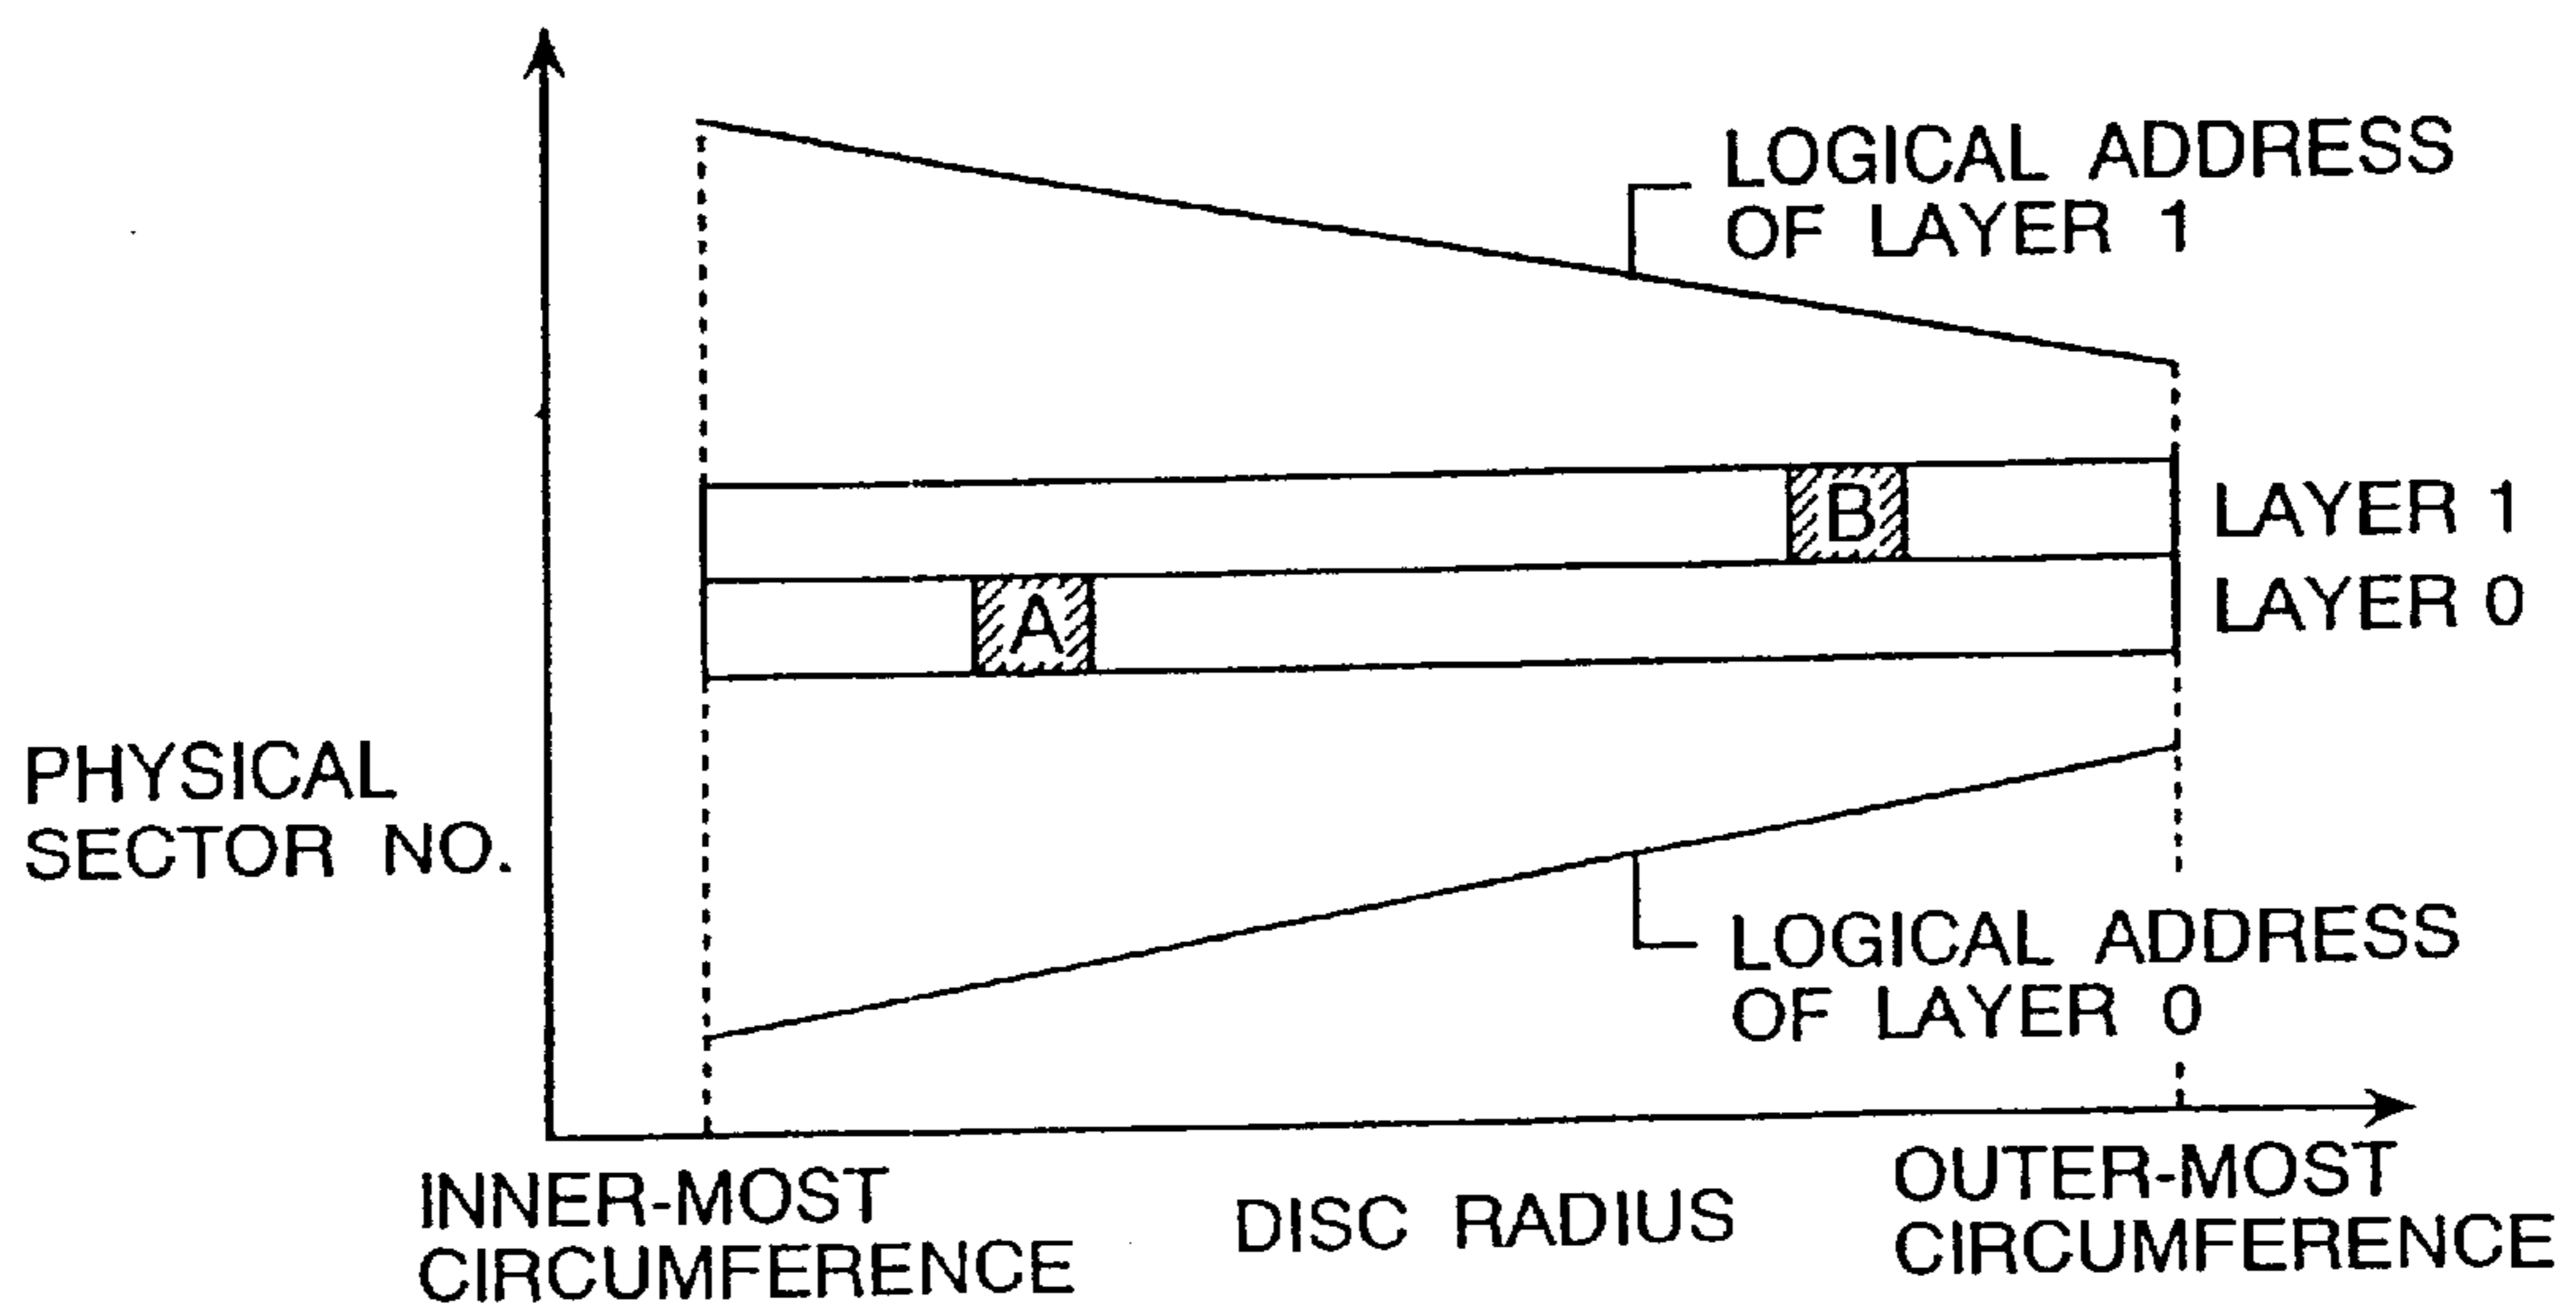 LOGICAL ADDRESS
OF LAYER 1
B
LAYER 1
A
LAYER 0
PHYSICAL
SECTOR NO.
LOGICAL ADDRESS
OF LAYER 0
INNER-MOST
CIRCUMFERENCE
DISC RADIUS
OUTER-MOST
CIRCUMFERENCE